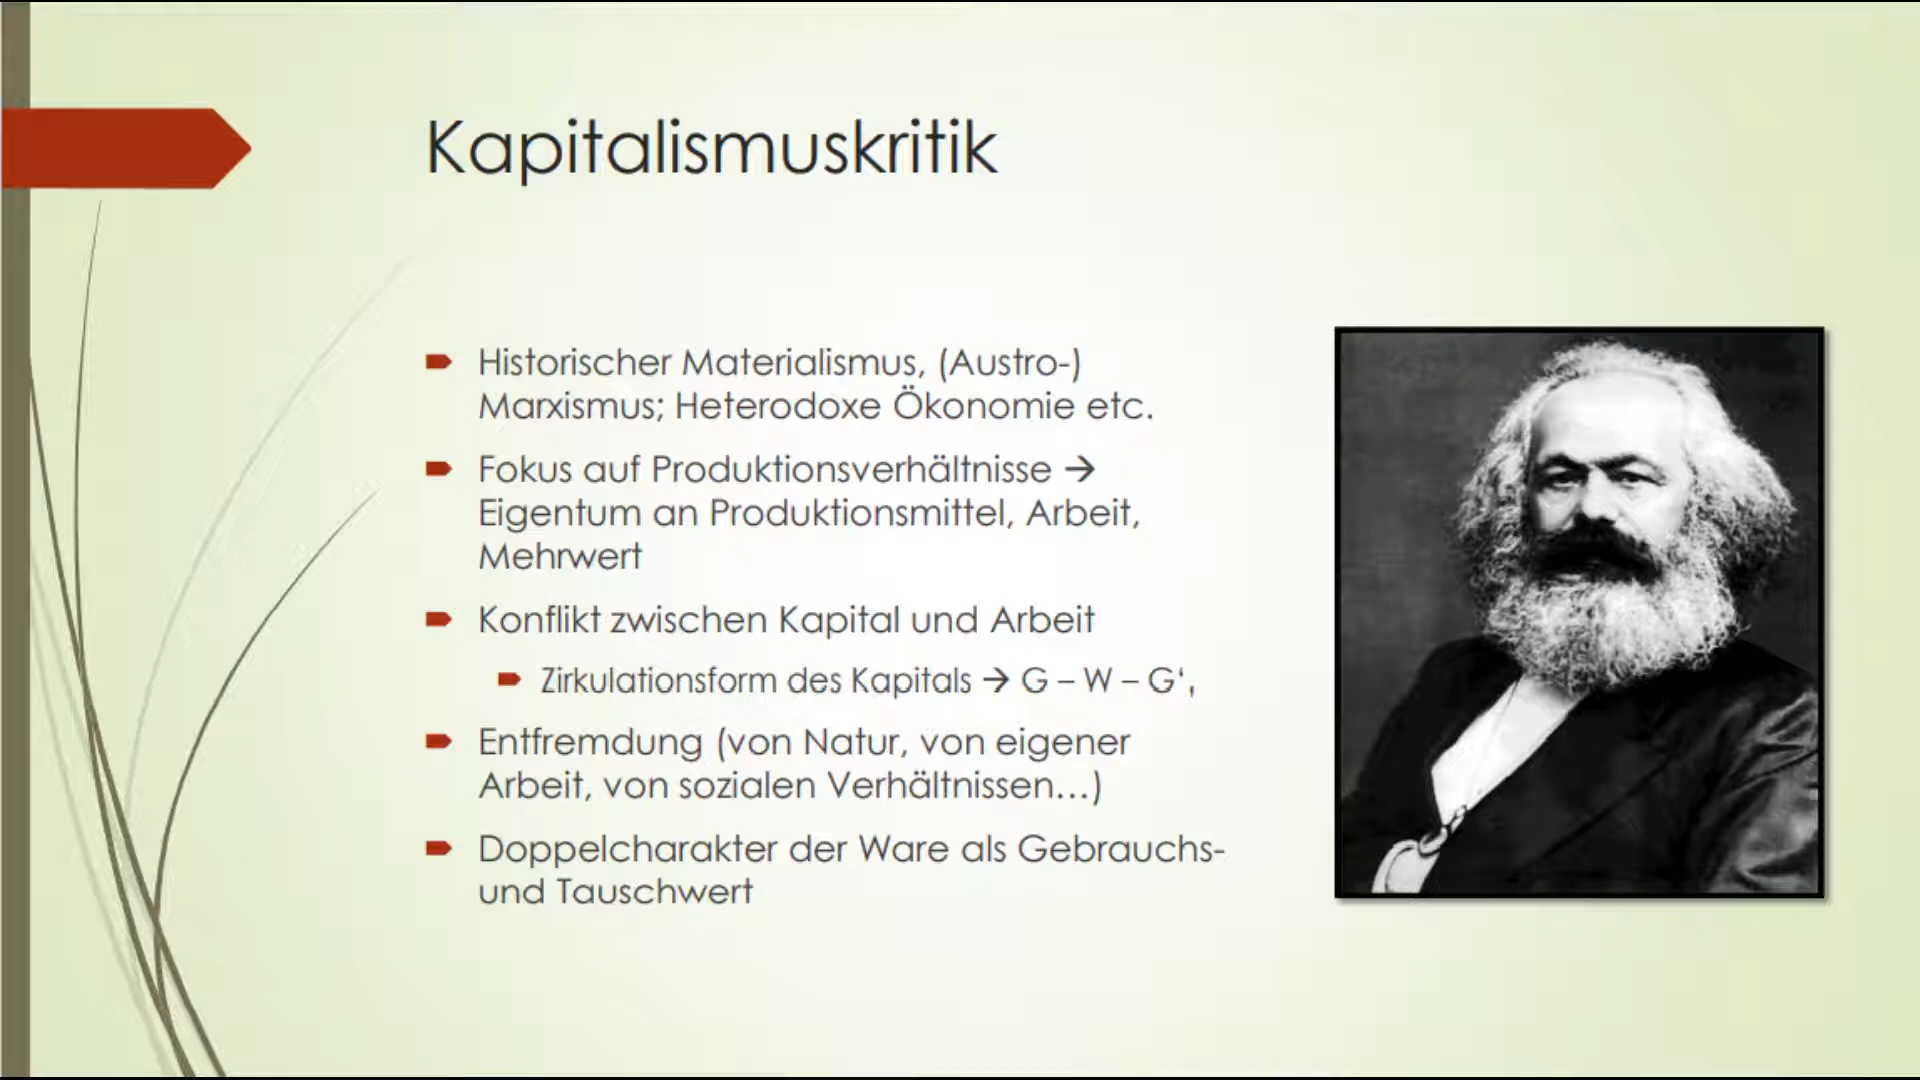 Kapitalismuskritik
Historischer Materialismus, (Austro-)
Marxismus; Heterodoxe Ökonomie etc.
Fokus auf Produktionsverhältnisse →
Eigentum an Produktionsmittel, Arbeit,
Mehrwert
Konflikt zwischen Kapital und Arbeit
Zirkulationsform des Kapitals → G – W – G‘,
Entfremdung (von Natur, von eigener
Arbeit, von sozialen Verhältnissen…)
Doppelcharakter der Ware als Gebrauchs-
und Tauschwert